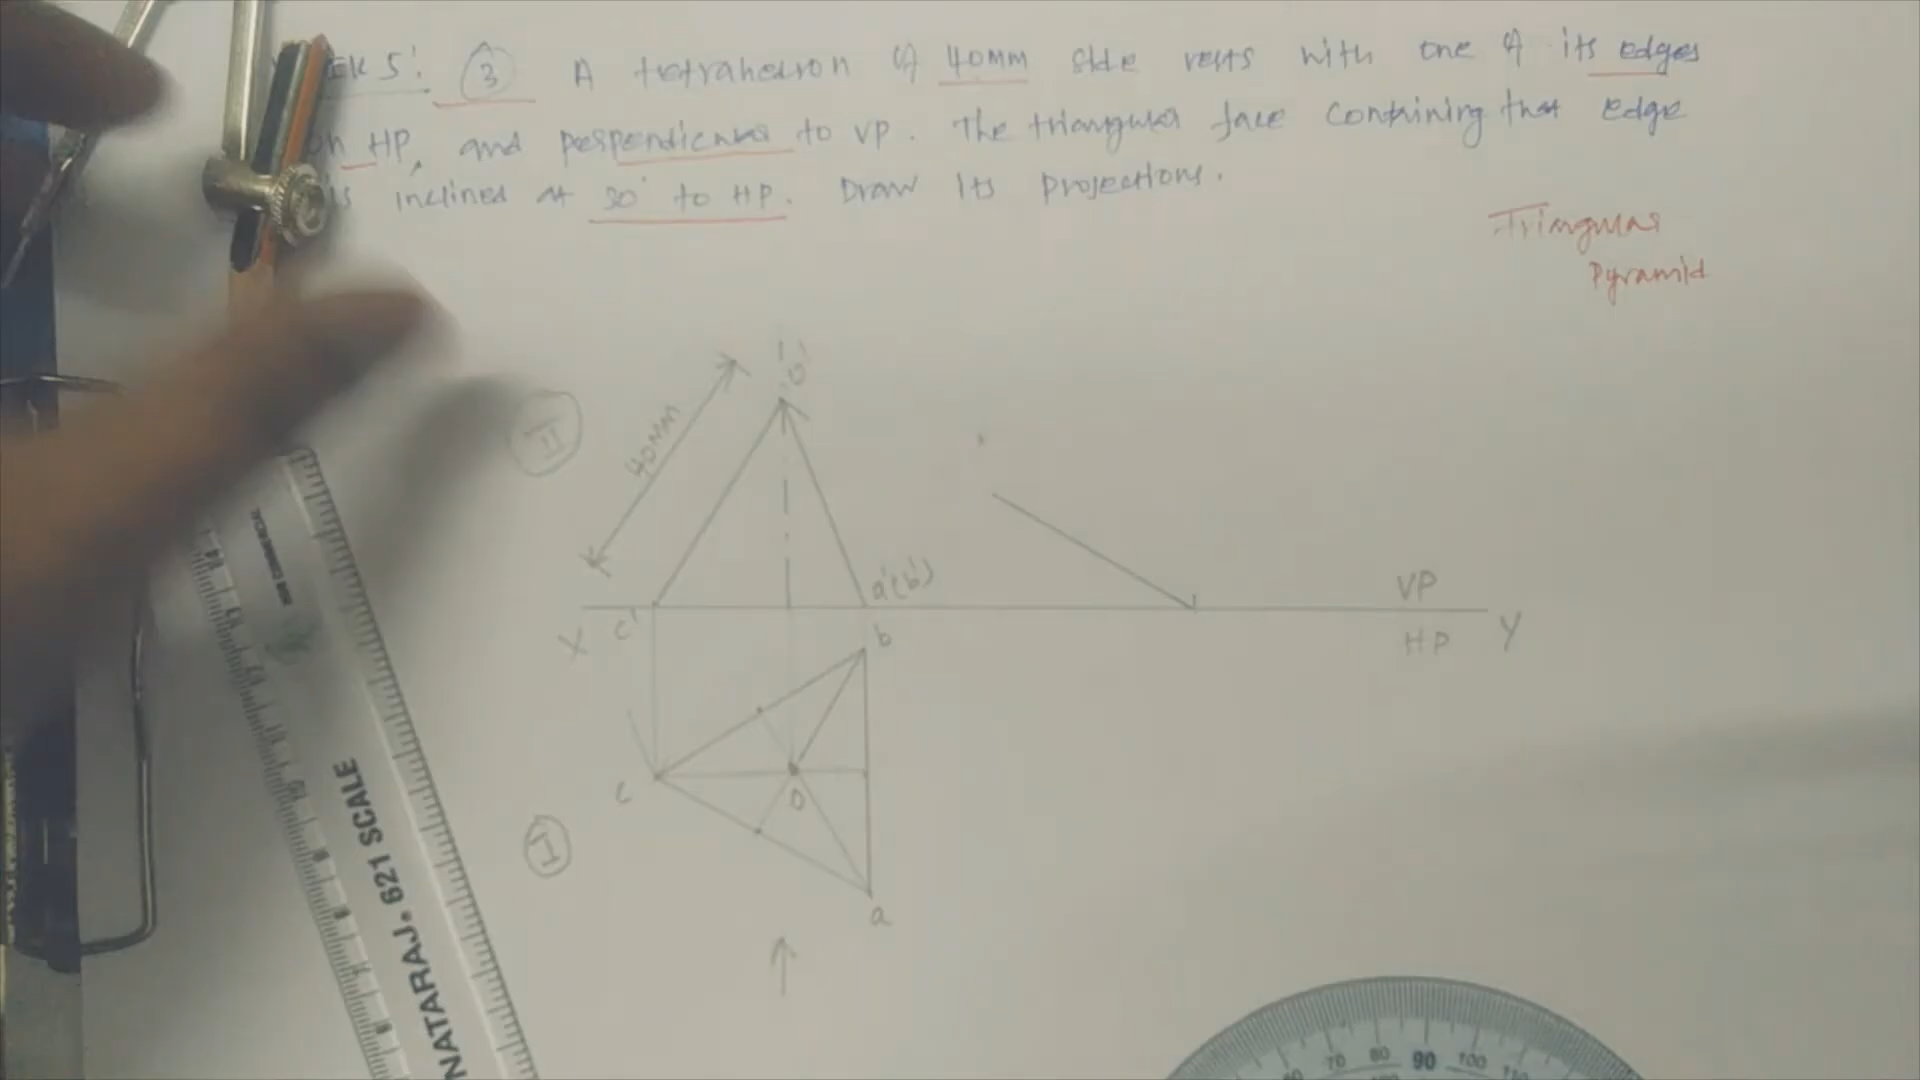 EK 5'. 3 A tetrahedron of 40MM side rests with one of its edges
on HP, and perpendicular to VP. The triangular face containing that edge
is inclined at 30° to HP. Draw its projections.
Triangular
Pyramid
o'
40MM
II
a'(b')
VP
X c' b HP Y
c o
I
a
NATARAJ. 621 SCALE
70 80 90 100